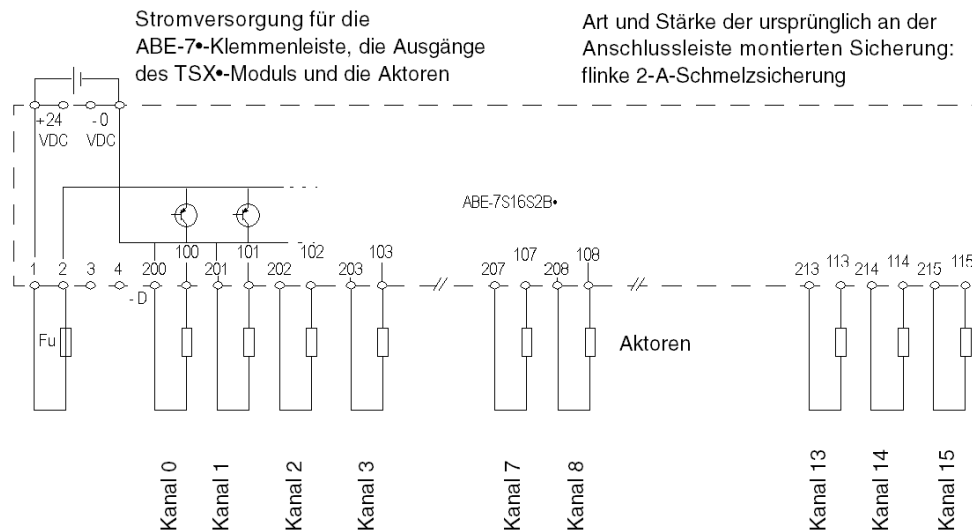 Stromversorgung für die
ABE-7•-Klemmenleiste, die Ausgänge
des TSX•-Moduls und die Aktoren
Art und Stärke der ursprünglich an der
Anschlussleiste montierten Sicherung:
flinke 2-A-Schmelzsicherung
+24 -0
VDC VDC
ABE-7S16S2B•
1 2 3 4 200 100 201 101 202 102 203 103 207 107 208 108 213 113 214 114 215 115
-D
Fu
Aktoren
Kanal 0
Kanal 1
Kanal 2
Kanal 3
Kanal 7
Kanal 8
Kanal 13
Kanal 14
Kanal 15